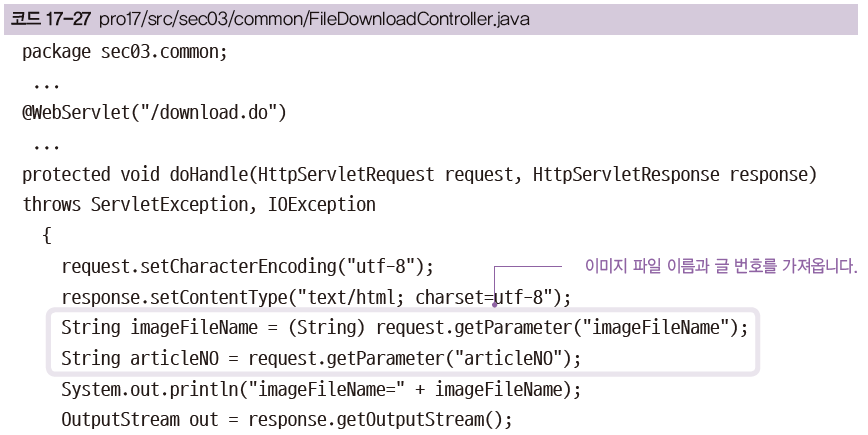 코드 17-27 pro17/src/sec03/common/FileDownloadController.java
package sec03.common;
...
@WebServlet("/download.do")
...
protected void doHandle(HttpServletRequest request, HttpServletResponse response)
throws ServletException, IOException
{
request.setCharacterEncoding("utf-8");
이미지 파일 이름과 글 번호를 가져옵니다.
response.setContentType("text/html; charset=utf-8");
String imageFileName = (String) request.getParameter("imageFileName");
String articleNO = request.getParameter("articleNO");
System.out.println("imageFileName=" + imageFileName);
OutputStream out = response.getOutputStream();